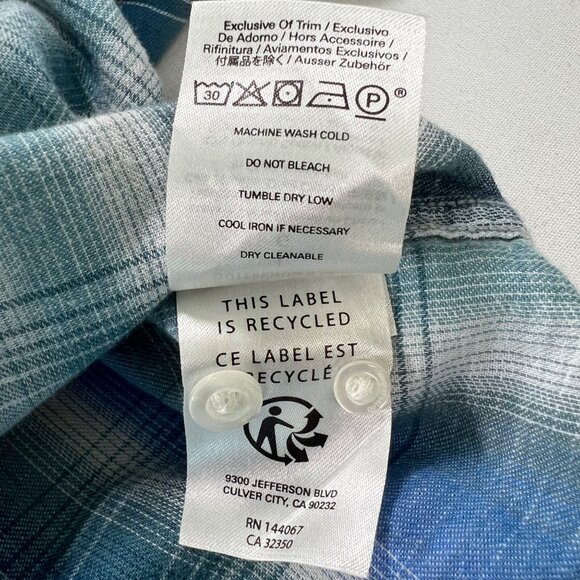 Exclusive Of Trim / Exclusivo
De Adorno / Hors Accessoire /
Rifinitura / Aviamentos Exclusivos /
付属品を除く / Ausser Zubehör
30 P ®
MACHINE WASH COLD
DO NOT BLEACH
TUMBLE DRY LOW
COOL IRON IF NECESSARY
DRY CLEANABLE
THIS LABEL
IS RECYCLED
CE LABEL EST
RECYCLÉ
9300 JEFFERSON BLVD
CULVER CITY, CA 90232
RN 144067
CA 32350